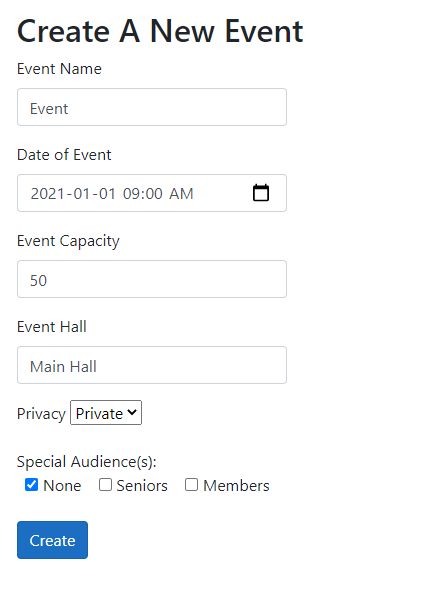 Create A New Event
Event Name
Event
Date of Event
2021-01-01 09:00 AM
Event Capacity
50
Event Hall
Main Hall
Privacy Private
Special Audience(s):
None Seniors Members
Create